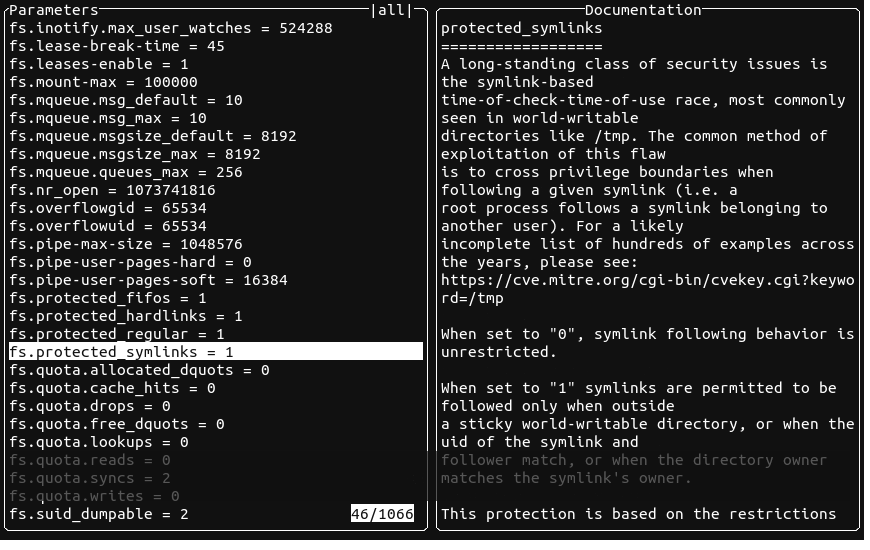 Parameters |all|
fs.inotify.max_user_watches = 524288
fs.lease-break-time = 45
fs.leases-enable = 1
fs.mount-max = 100000
fs.mqueue.msg_default = 10
fs.mqueue.msg_max = 10
fs.mqueue.msgsize_default = 8192
fs.mqueue.msgsize_max = 8192
fs.mqueue.queues_max = 256
fs.nr_open = 1073741816
fs.overflowgid = 65534
fs.overflowuid = 65534
fs.pipe-max-size = 1048576
fs.pipe-user-pages-hard = 0
fs.pipe-user-pages-soft = 16384
fs.protected_fifos = 1
fs.protected_hardlinks = 1
fs.protected_regular = 1
fs.protected_symlinks = 1
fs.quota.allocated_dquots = 0
fs.quota.cache_hits = 0
fs.quota.drops = 0
fs.quota.free_dquots = 0
fs.quota.lookups = 0
fs.quota.reads = 0
fs.quota.syncs = 2
fs.quota.writes = 0
fs.suid_dumpable = 2
46/1066
Documentation
protected_symlinks
==================
A long-standing class of security issues is
the symlink-based
time-of-check-time-of-use race, most commonly
seen in world-writable
directories like /tmp. The common method of
exploitation of this flaw
is to cross privilege boundaries when
following a given symlink (i.e. a
root process follows a symlink belonging to
another user). For a likely
incomplete list of hundreds of examples across
the years, please see:
https://cve.mitre.org/cgi-bin/cvekey.cgi?keywo
rd=/tmp
When set to "0", symlink following behavior is
unrestricted.
When set to "1" symlinks are permitted to be
followed only when outside
a sticky world-writable directory, or when the
uid of the symlink and
follower match, or when the directory owner
matches the symlink's owner.
This protection is based on the restrictions